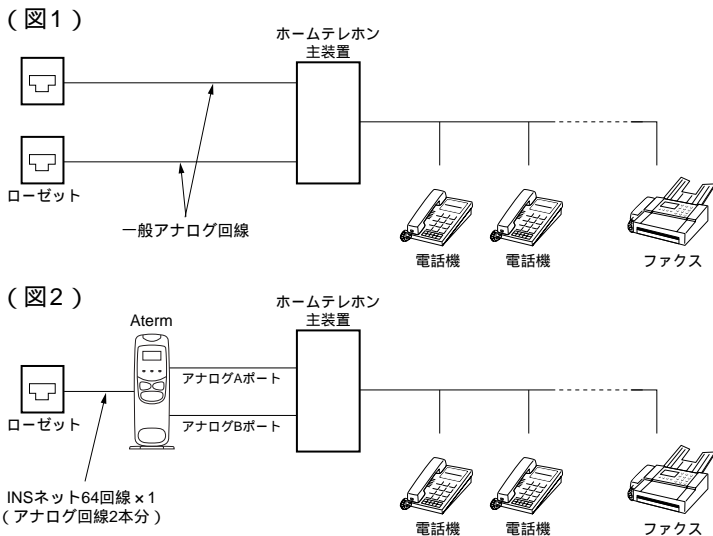 (図1)
ホームテレホン
主装置
ローゼット
一般アナログ回線
電話機
電話機
ファクス
(図2)
ホームテレホン
主装置
Aterm
アナログAポート
ローゼット
アナログBポート
INSネット64回線×1
(アナログ回線2本分)
電話機
電話機
ファクス